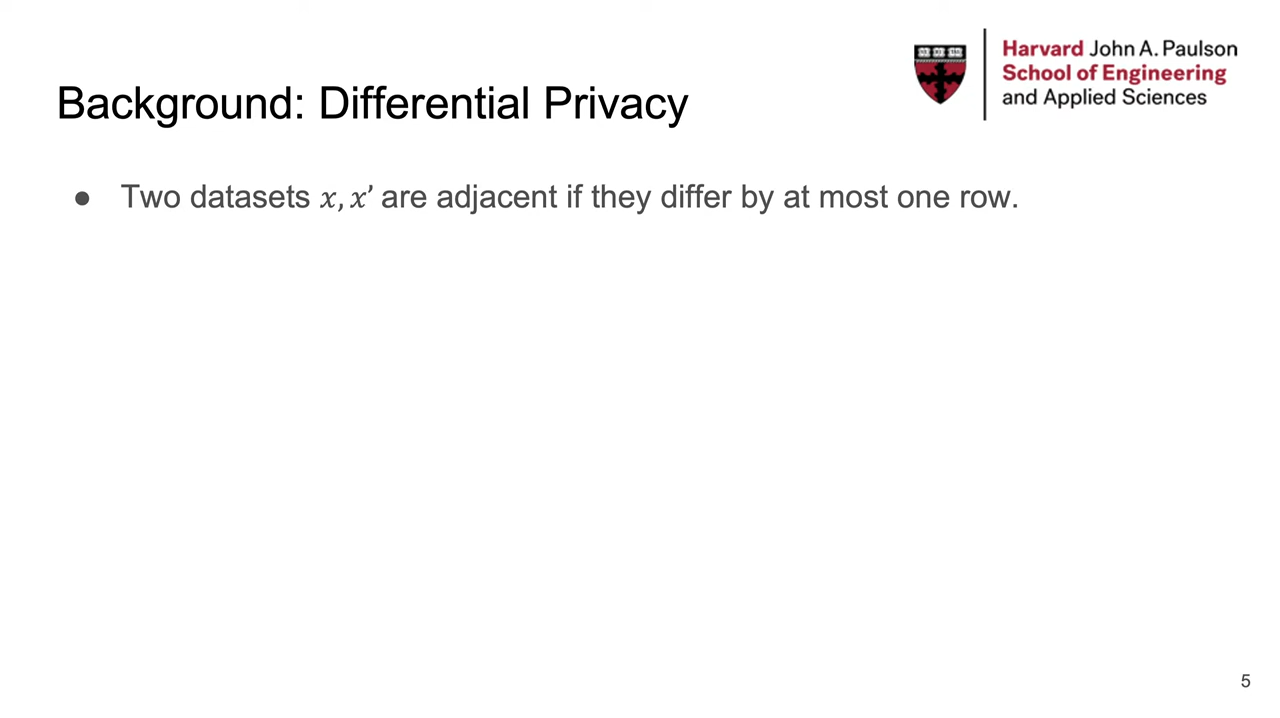 Harvard John A. Paulson
School of Engineering
and Applied Sciences
Background: Differential Privacy
● Two datasets 𝑥, 𝑥’ are adjacent if they differ by at most one row.
5